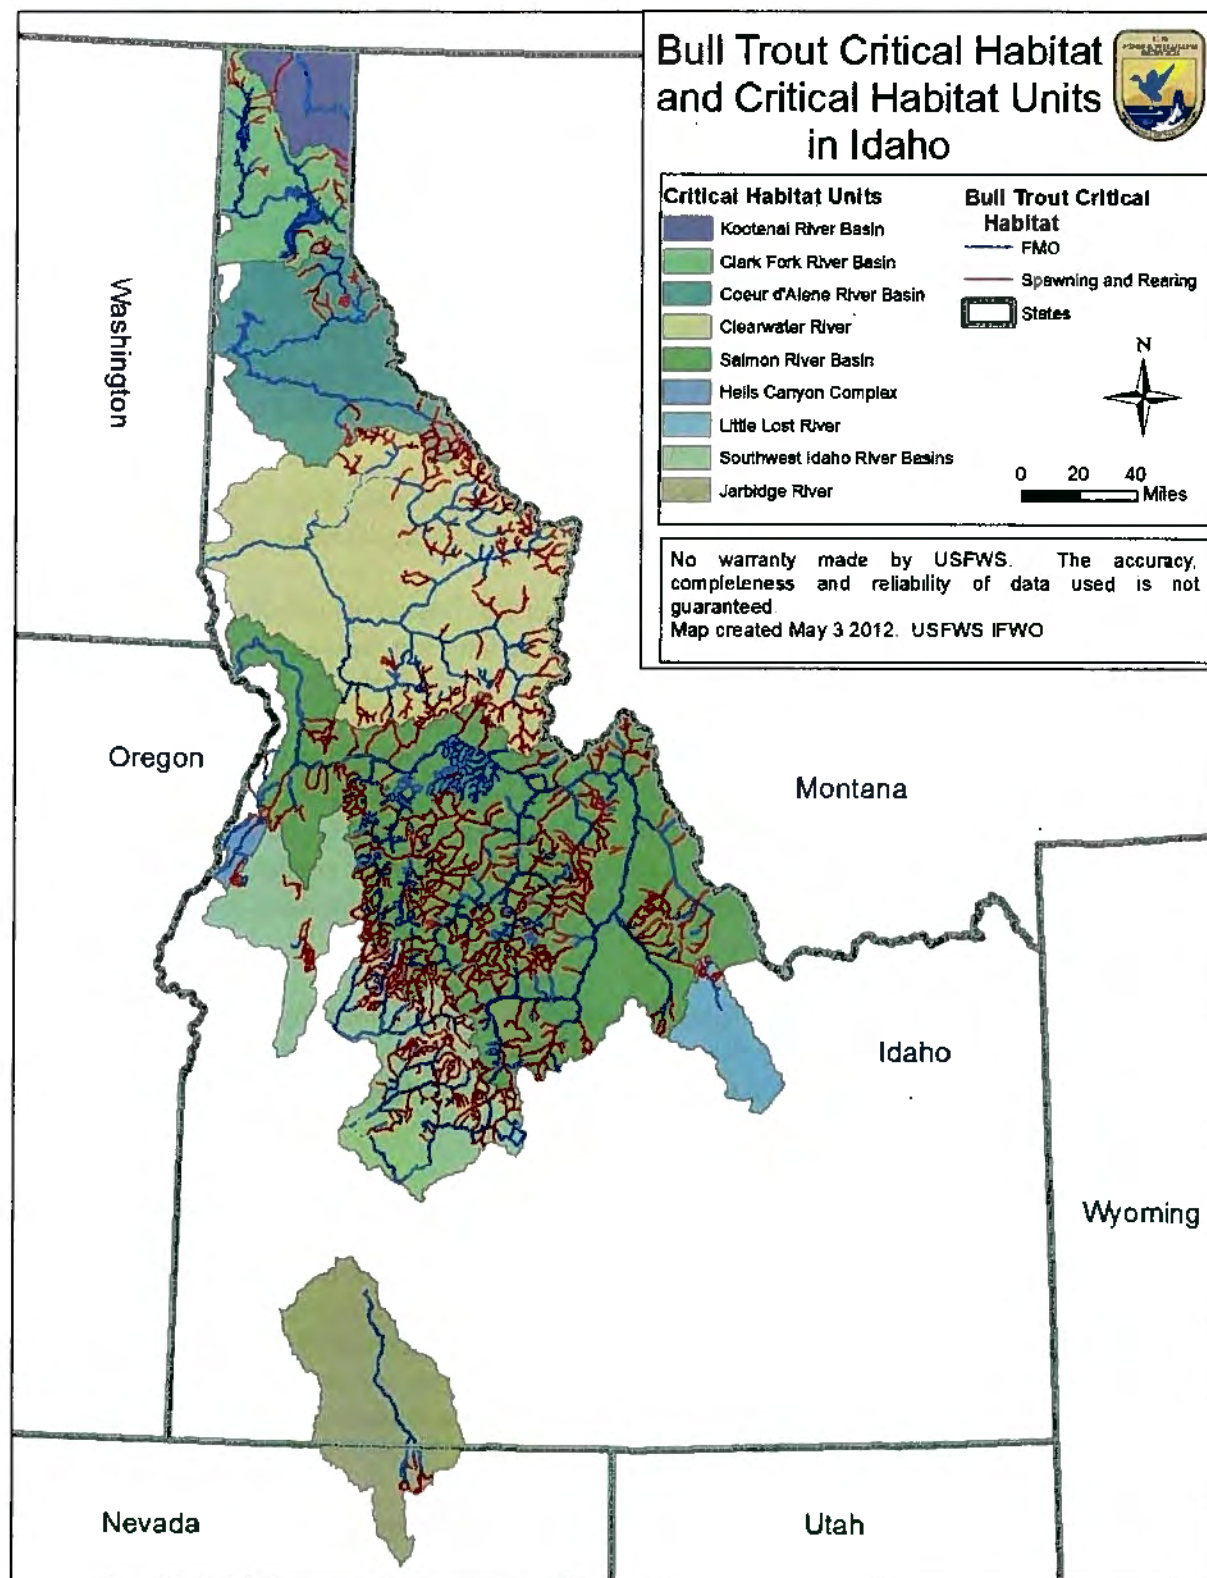 Bull Trout Critical Habitat
and Critical Habitat Units
in Idaho
Critical Habitat Units
Kootenai River Basin
Clark Fork River Basin
Coeur d'Alene River Basin
Clearwater River
Salmon River Basin
Hells Canyon Complex
Little Lost River
Southwest Idaho River Basins
Jarbidge River
Bull Trout Critical
Habitat
FMO
Spawning and Rearing
States
N
0 20 40
Miles
No warranty made by USFWS. The accuracy,
completeness and reliability of data used is not
guaranteed
Map created May 3 2012. USFWS IFWO
Washington
Oregon
Montana
Idaho
Wyoming
Nevada
Utah